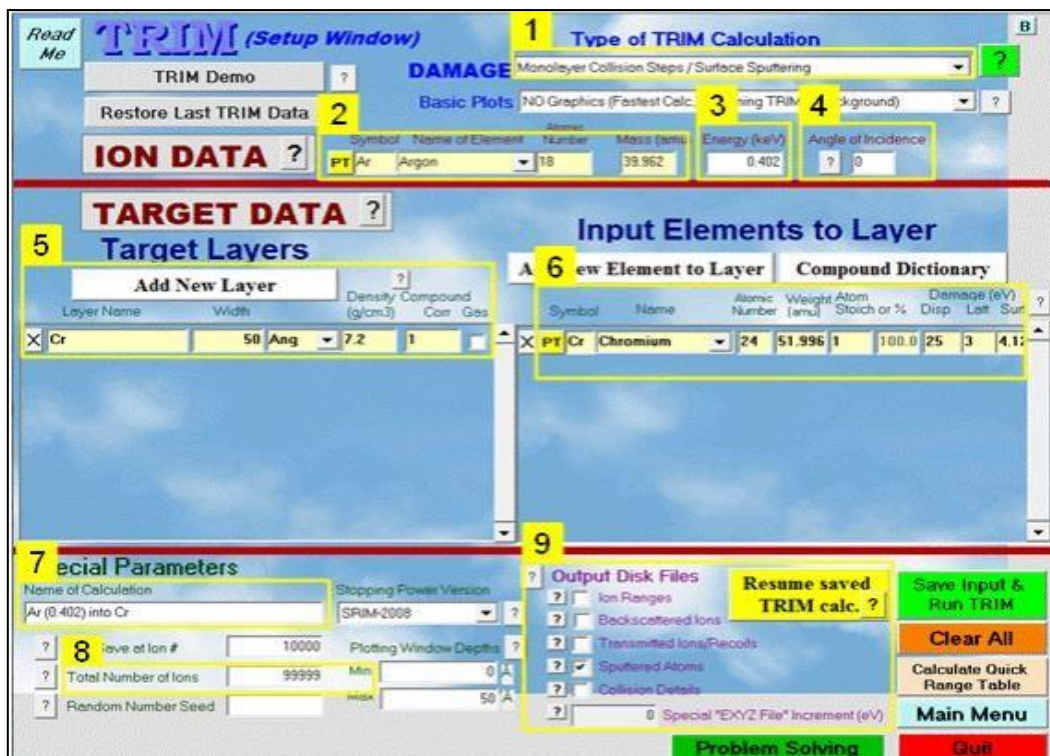 Read Me
TRIM (Setup Window)
B
1
Type of TRIM Calculation
TRIM Demo ?
DAMAGE Monolayer Collision Steps / Surface Sputtering ?
Restore Last TRIM Data
Basic Plots NO Graphics (Fastest Calc. ning TRIM ckground) ?
2 3 4
Symbol Name of Element Atomic Number Mass (amu Energy (keV) Angle of Incidence
ION DATA ?
PT Ar Argon 18 39.962 0.402 ? 0
TARGET DATA ?
5
Target Layers
Input Elements to Layer
Add New Layer ?
A 6 ew Element to Layer
Compound Dictionary
Layer Name Width Density (g/cm3) Compound Corr Gas
Symbol Name Atomic Number Weight (amu) Atom Stoich or % Damage (eV) Disp Latt Surf ?
X Cr 50 Ang 7.2 1
X PT Cr Chromium 24 51.996 1 100.0 25 3 4.12
7
ecial Parameters
Name of Calculation
Stopping Power Version
Ar (0.402) into Cr
SRIM-2008 ?
? Save at Ion # 10000
Plotting Window Depths ?
8
? Total Number of Ions 99999
Min 0 Å
? Random Number Seed
Max 50 Å
9
? Output Disk Files
Resume saved TRIM calc. ?
? Ion Ranges
? Backscattered Ions
? Transmitted Ions/Recoils
? Sputtered Atoms
? Collision Details
? 0 Special "EXYZ File" Increment (eV)
Save Input & Run TRIM
Clear All
Calculate Quick Range Table
Main Menu
Problem Solving
Quit